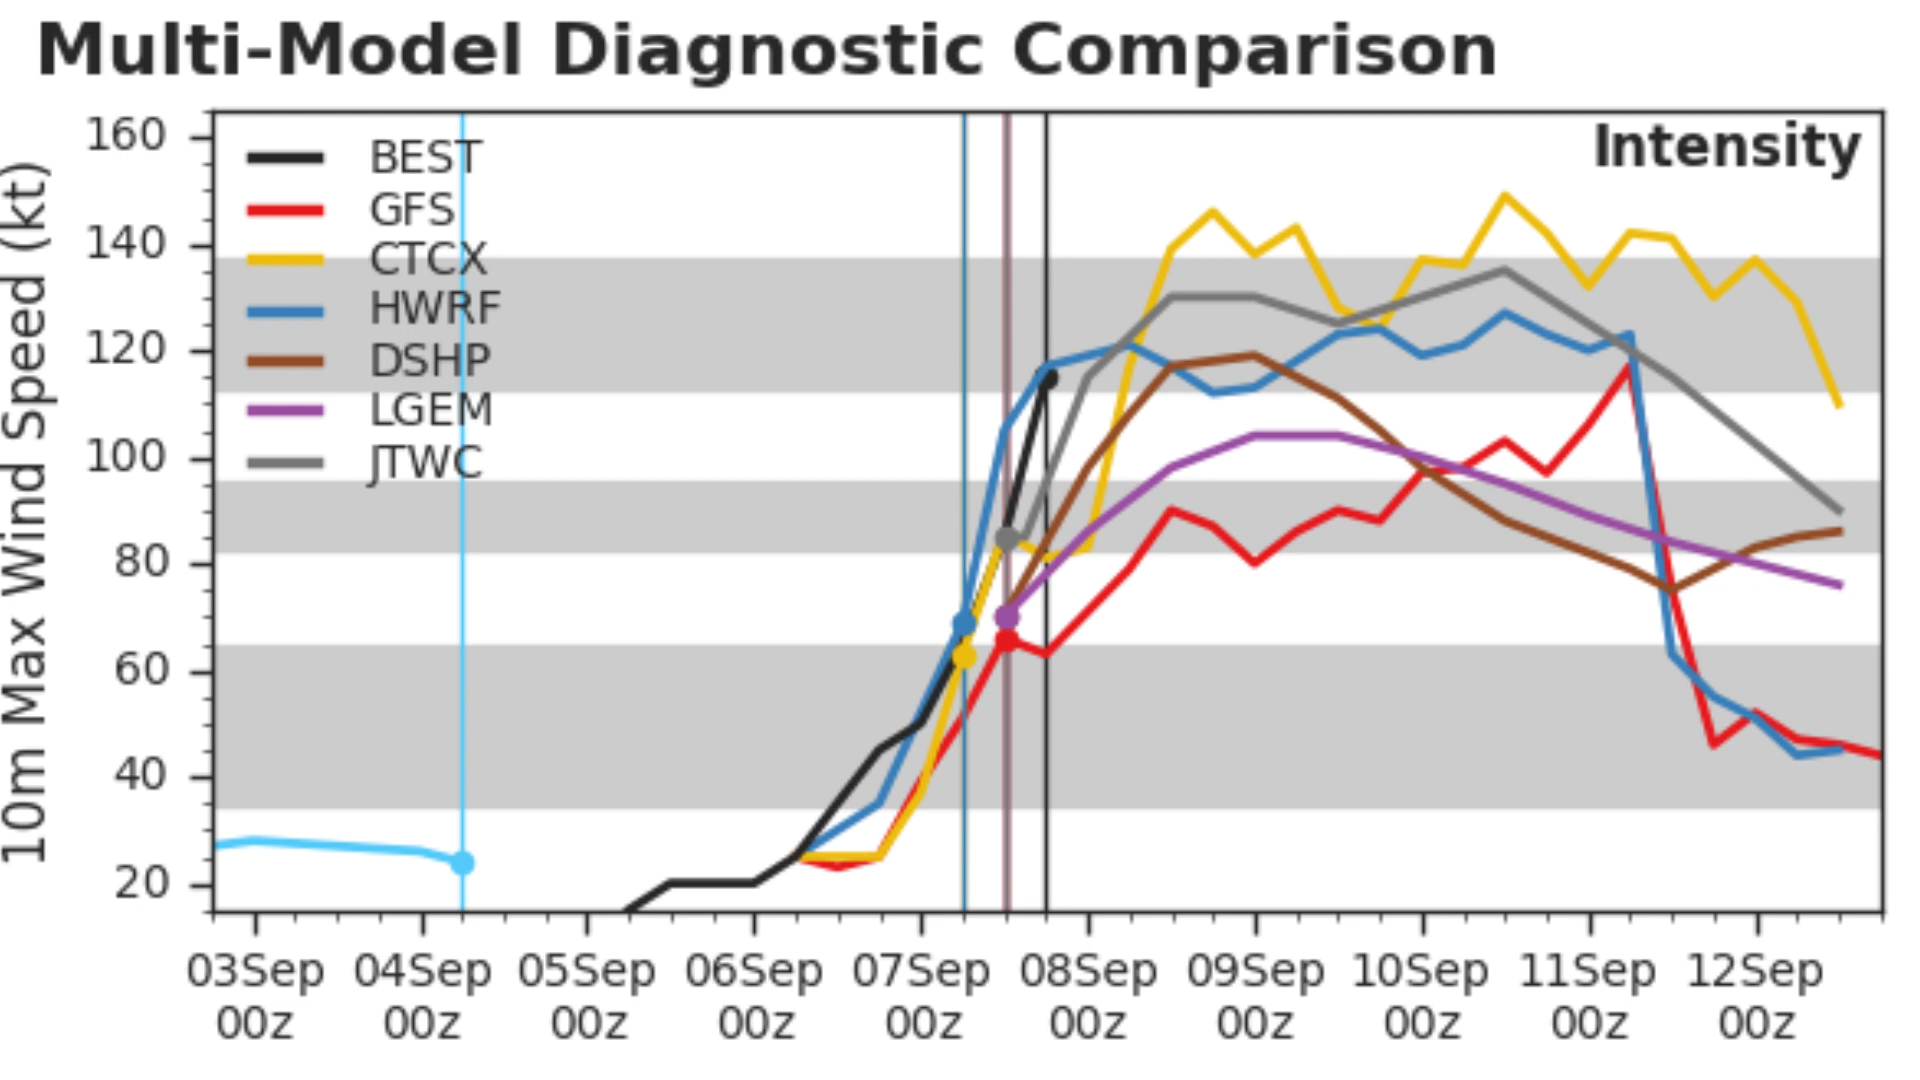 Multi-Model Diagnostic Comparison
Intensity
10m Max Wind Speed (kt)
160
140
120
100
80
60
40
20
BEST
GFS
CTCX
HWRF
DSHP
LGEM
JTWC
03Sep 04Sep 05Sep 06Sep 07Sep 08Sep 09Sep 10Sep 11Sep 12Sep
00z 00z 00z 00z 00z 00z 00z 00z 00z 00z